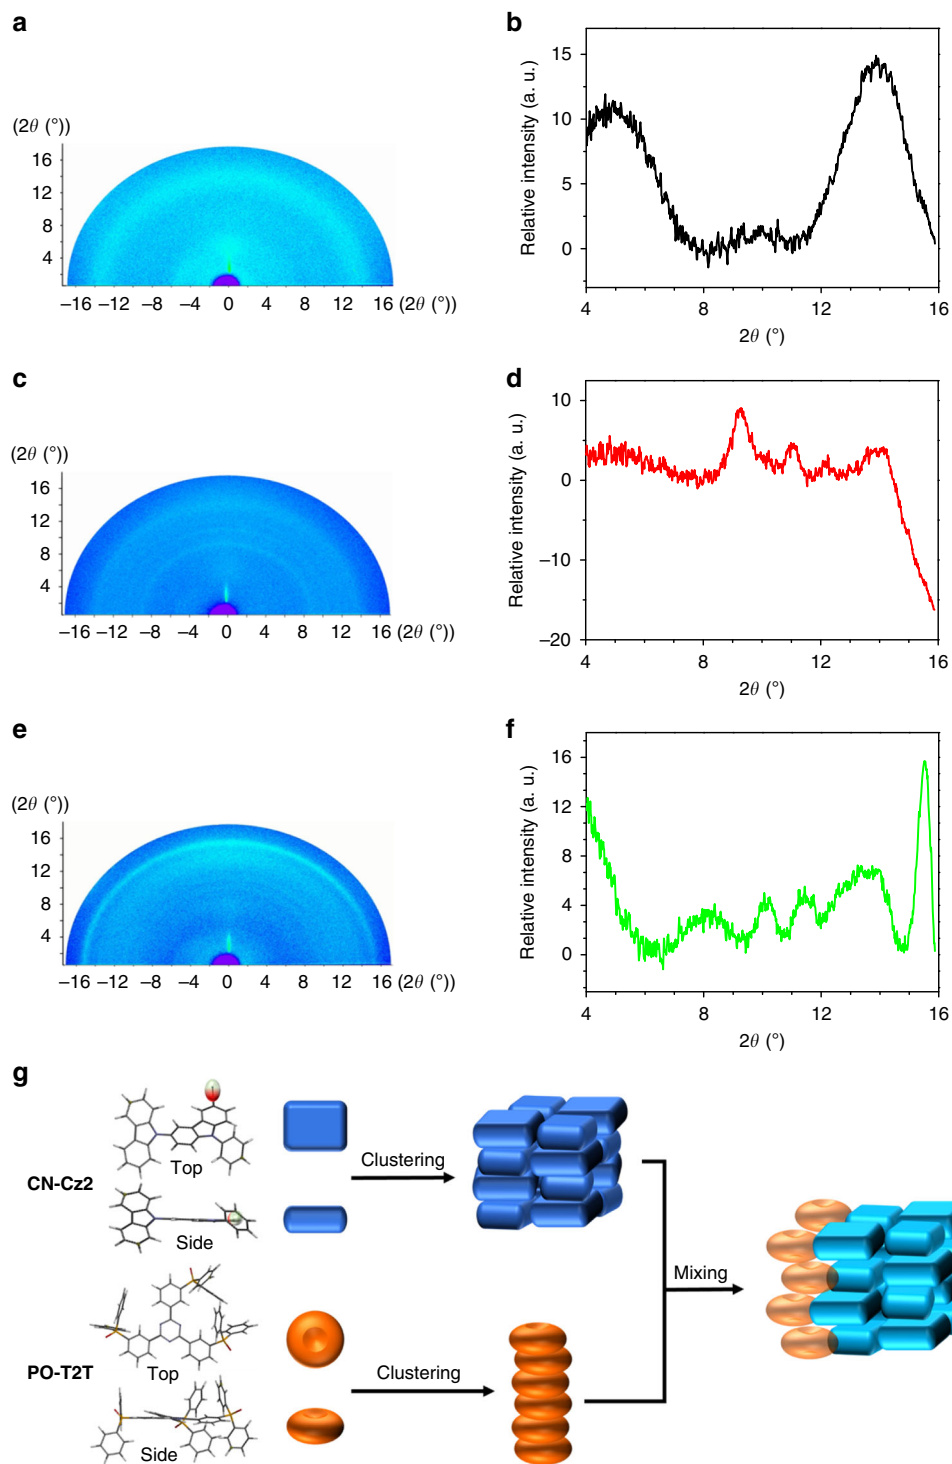 a
(2θ (°))
16
12
8
4
−16 −12 −8 −4 0 4 8 12 16 (2θ (°))
b
Relative intensity (a. u.)
15
10
5
0
4 8 12 16
2θ (°)
c
(2θ (°))
16
12
8
4
−16 −12 −8 −4 0 4 8 12 16 (2θ (°))
d
Relative intensity (a. u.)
10
0
−10
−20
4 8 12 16
2θ (°)
e
(2θ (°))
16
12
8
4
−16 −12 −8 −4 0 4 8 12 16 (2θ (°))
f
Relative intensity (a. u.)
16
12
8
4
0
4 8 12 16
2θ (°)
g
CN-Cz2
Top
Side
Clustering
PO-T2T
Top
Side
Clustering
Mixing